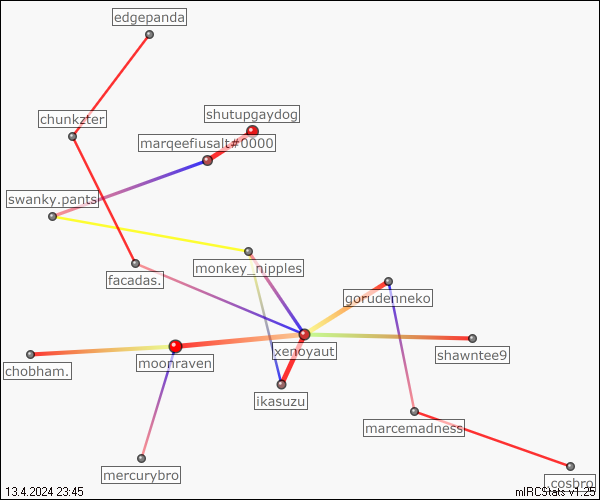 edgepanda
chunkzter
shutupgaydog
marqeefiusalt#0000
swanky.pants
monkey_nipples
facadas.
gorudenneko
xenoyaut
shawntee9
chobham.
moonraven
ikasuzu
marcemadness
mercurybro
.cosbro
13.4.2024 23:45
mIRCStats v1.25